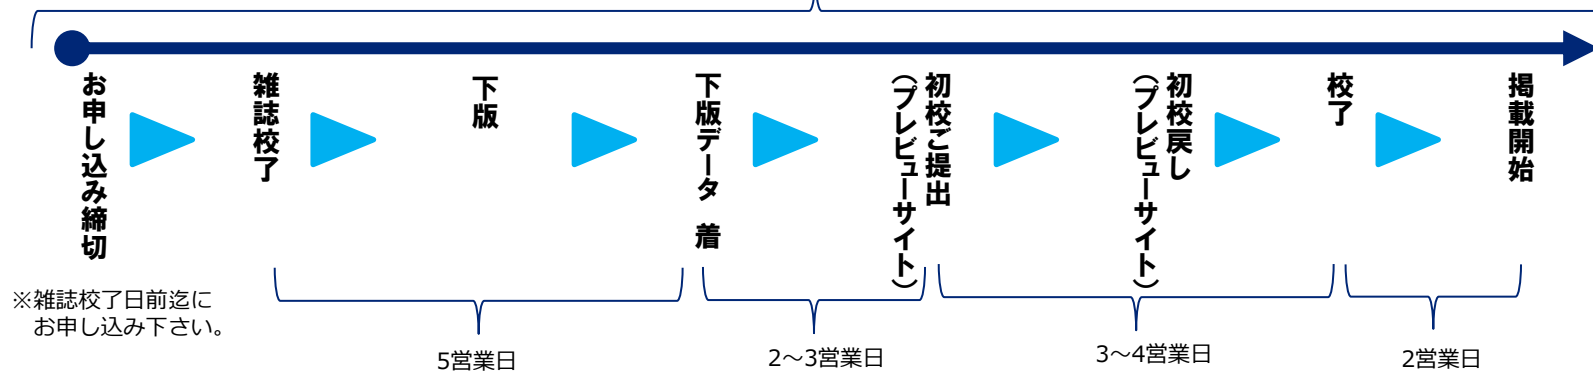 お申し込み締切
雑誌校了
下版
下版データ 着
初校ご提出
（プレビューサイト）
初校戻し
（プレビューサイト）
校了
掲載開始
※雑誌校了日前迄に
お申し込み下さい。
5営業日
2～3営業日
3～4営業日
2営業日